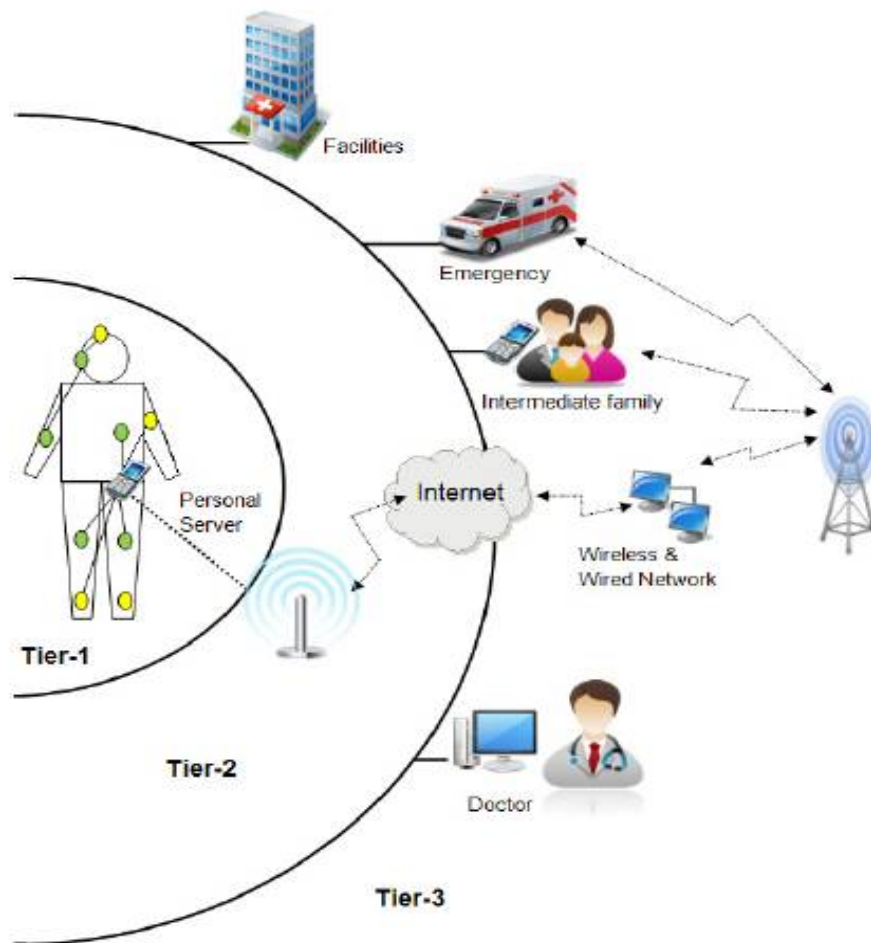 Facilities
Emergency
Intermediate family
Internet
Personal
Server
Wireless &
Wired Network
Tier-1
Tier-2
Doctor
Tier-3